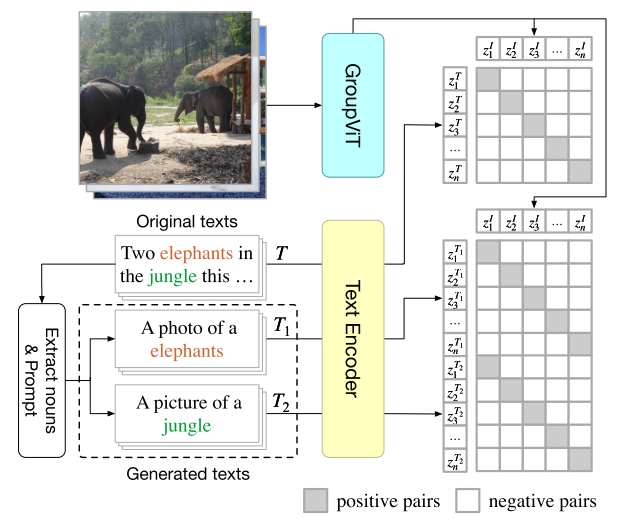 GroupViT
z_1^I z_2^I z_3^I ... z_n^I
z_1^T
z_2^T
z_3^T
...
z_n^T
Original texts
Two elephants in
the jungle this ...
T
Extract nouns
& Prompt
A photo of a
elephants
T_1
A picture of a
jungle
T_2
Generated texts
Text Encoder
z_1^I z_2^I z_3^I ... z_n^I
z_1^{T_1}
z_2^{T_1}
z_3^{T_1}
...
z_n^{T_1}
z_1^{T_2}
z_2^{T_2}
z_3^{T_2}
...
z_n^{T_2}
positive pairs
negative pairs